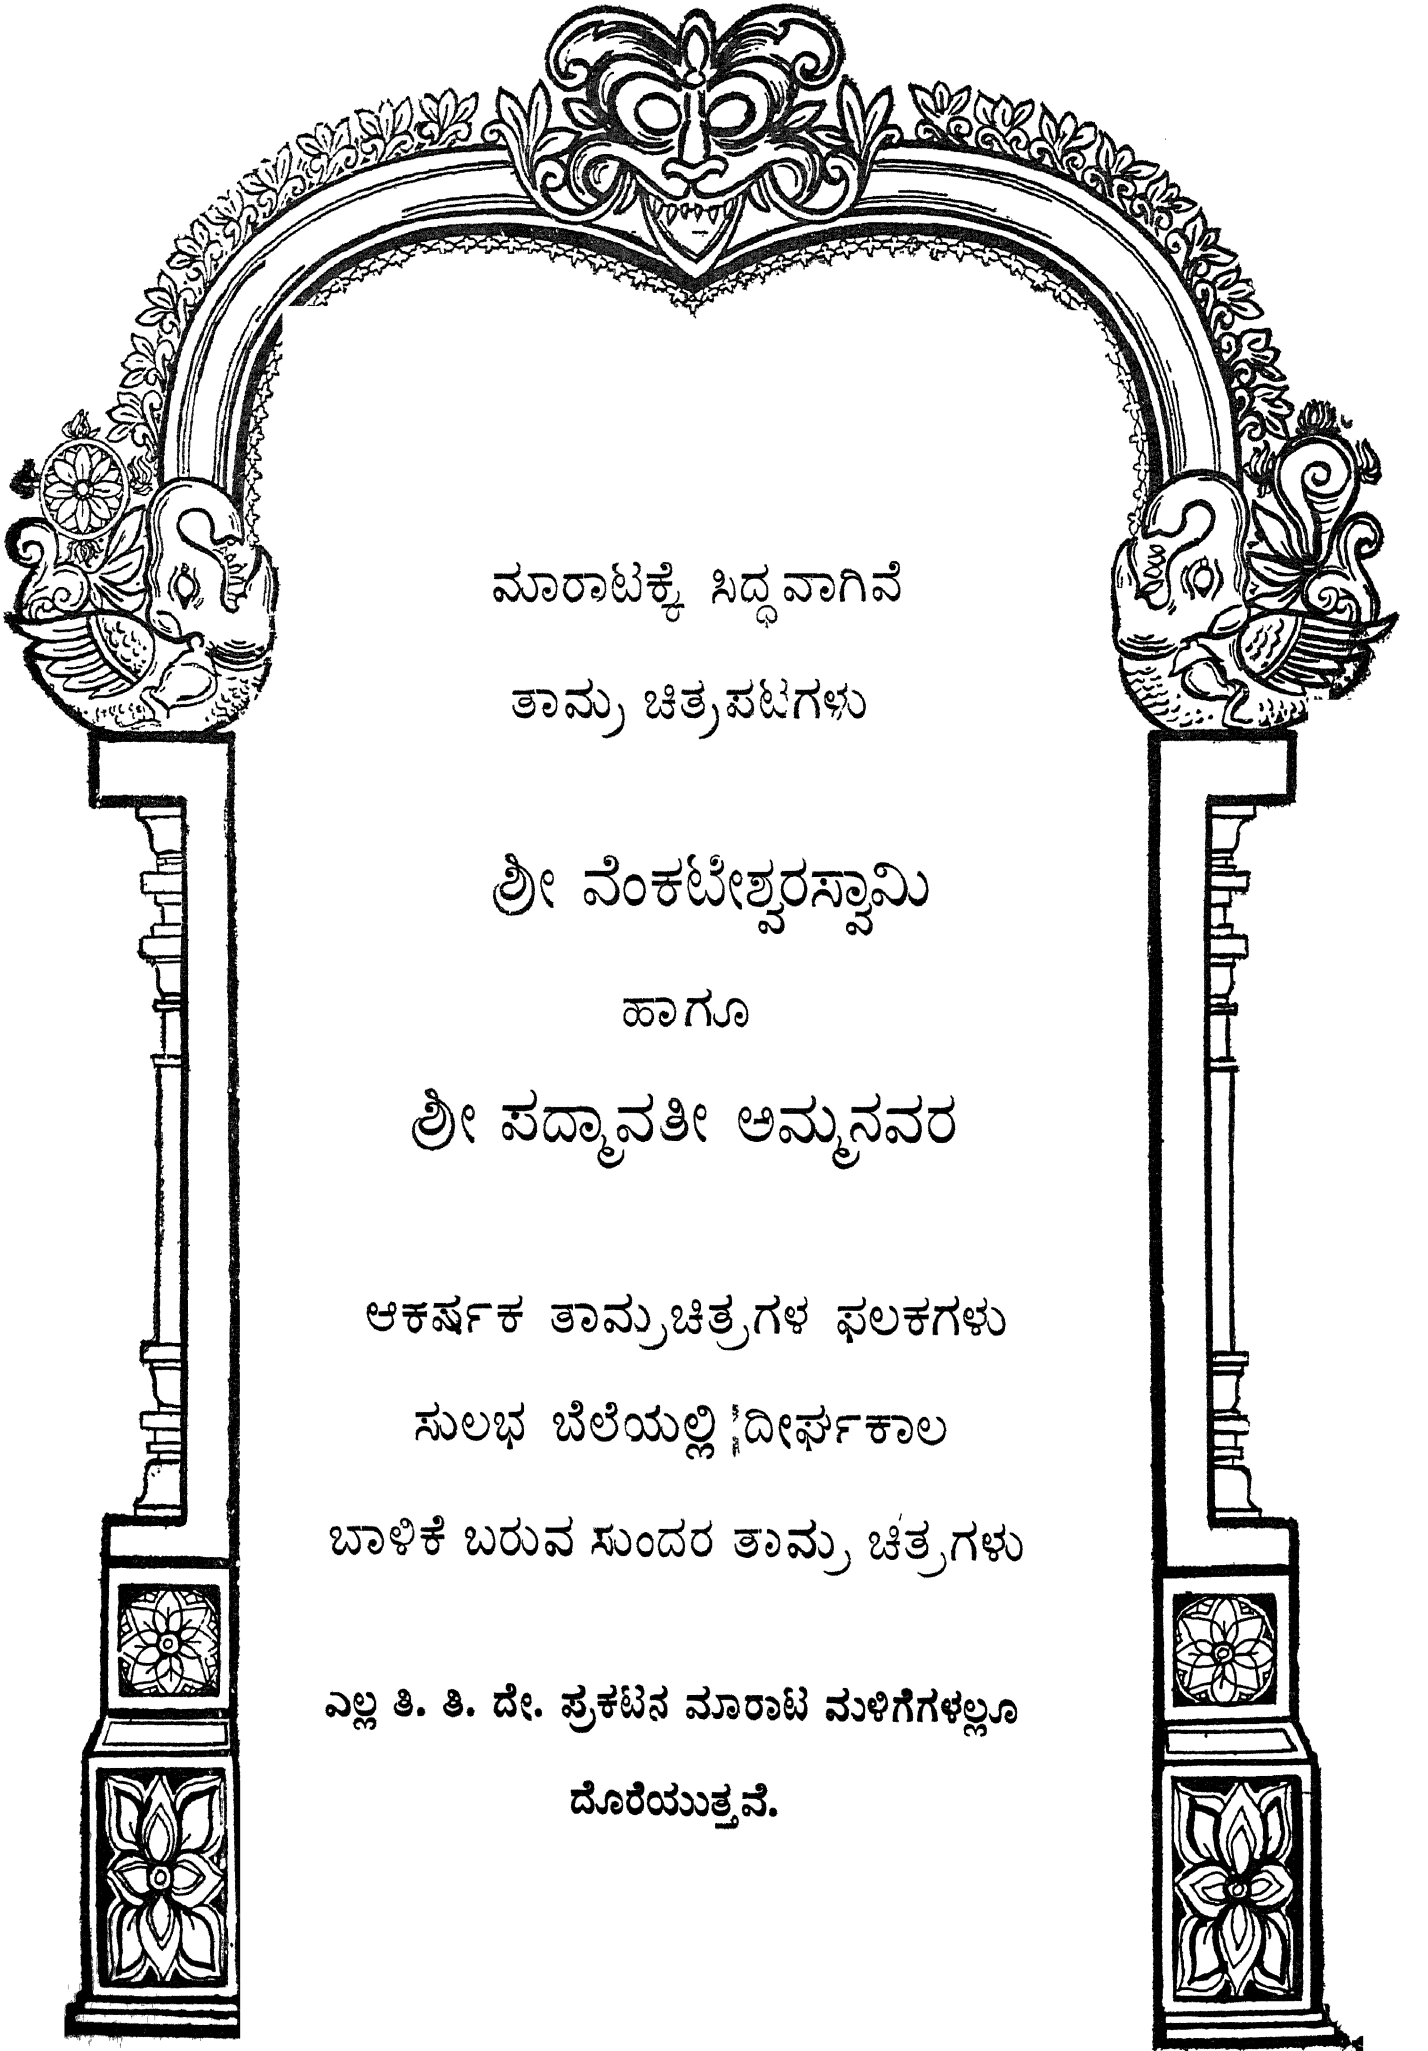 ಮಾರಾಟಕ್ಕೆ ಸಿದ್ಧವಾಗಿವೆ
ತಾಮ್ರ ಚಿತ್ರಪಟಗಳು
ಶ್ರೀ ವೆಂಕಟೇಶ್ವರಸ್ವಾಮಿ
ಹಾಗೂ
ಶ್ರೀ ಪದ್ಮಾವತೀ ಅಮ್ಮನವರ
ಆಕರ್ಷಕ ತಾಮ್ರಚಿತ್ರಗಳ ಫಲಕಗಳು
ಸುಲಭ ಬೆಲೆಯಲ್ಲಿ ದೀರ್ಘಕಾಲ
ಬಾಳಿಕೆ ಬರುವ ಸುಂದರ ತಾಮ್ರ ಚಿತ್ರಗಳು
ಎಲ್ಲ ತಿ. ತಿ. ದೇ. ಪ್ರಕಟನ ಮಾರಾಟ ಮಳಿಗೆಗಳಲ್ಲೂ
ದೊರೆಯುತ್ತವೆ.